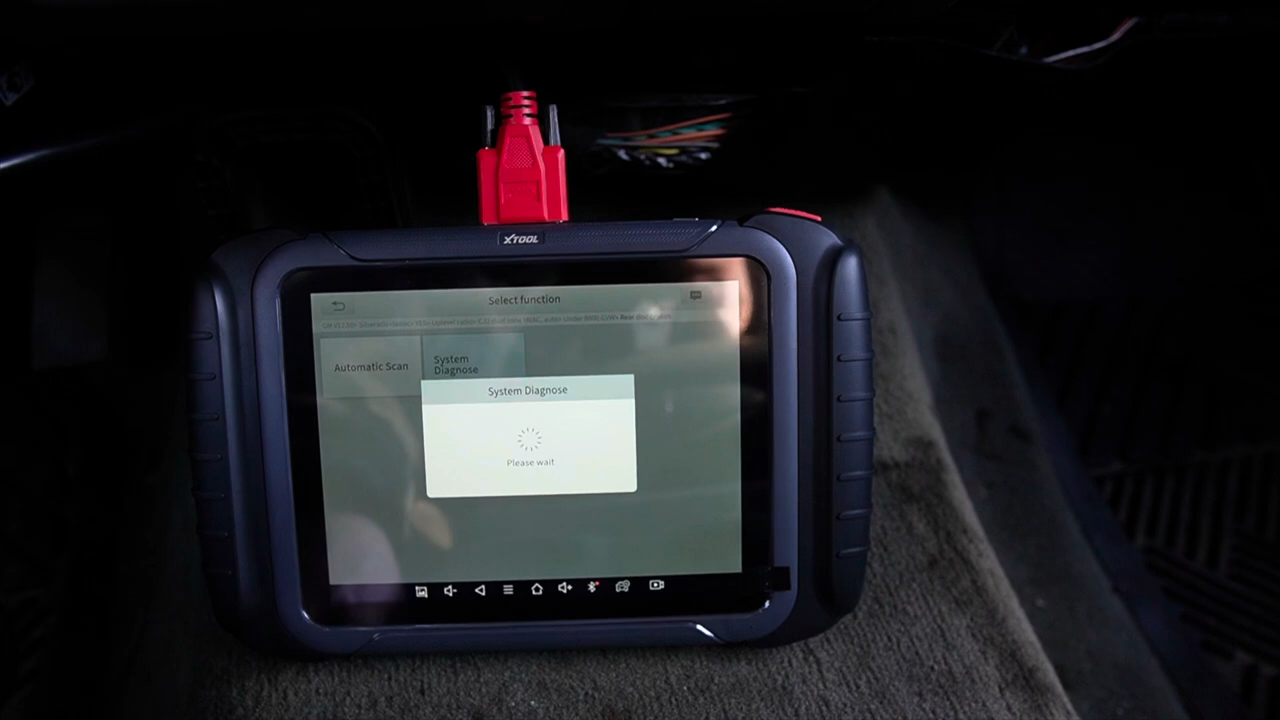 XTOOL
Select function
Automatic Scan
System
Diagnose
System Diagnose
Please wait